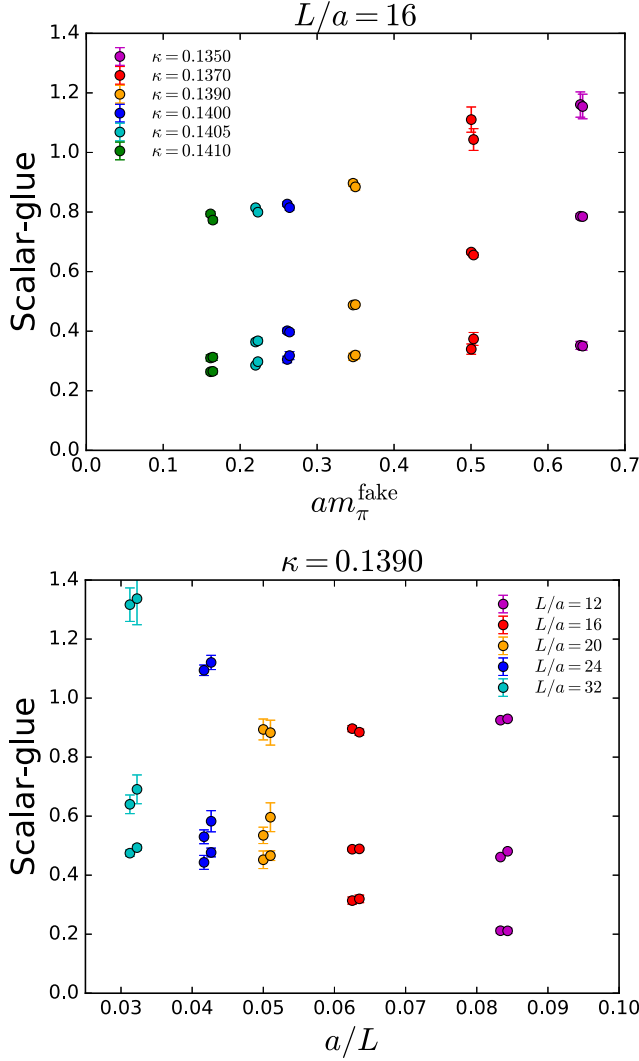 L/a = 16
1.4
1.2
1.0
0.8
0.6
0.4
0.2
0.0
Scalar-glue
κ = 0.1350
κ = 0.1370
κ = 0.1390
κ = 0.1400
κ = 0.1405
κ = 0.1410
0.0 0.1 0.2 0.3 0.4 0.5 0.6 0.7
am_π^fake
κ = 0.1390
1.4
1.2
1.0
0.8
0.6
0.4
0.2
0.0
Scalar-glue
L/a = 12
L/a = 16
L/a = 20
L/a = 24
L/a = 32
0.03 0.04 0.05 0.06 0.07 0.08 0.09 0.10
a/L